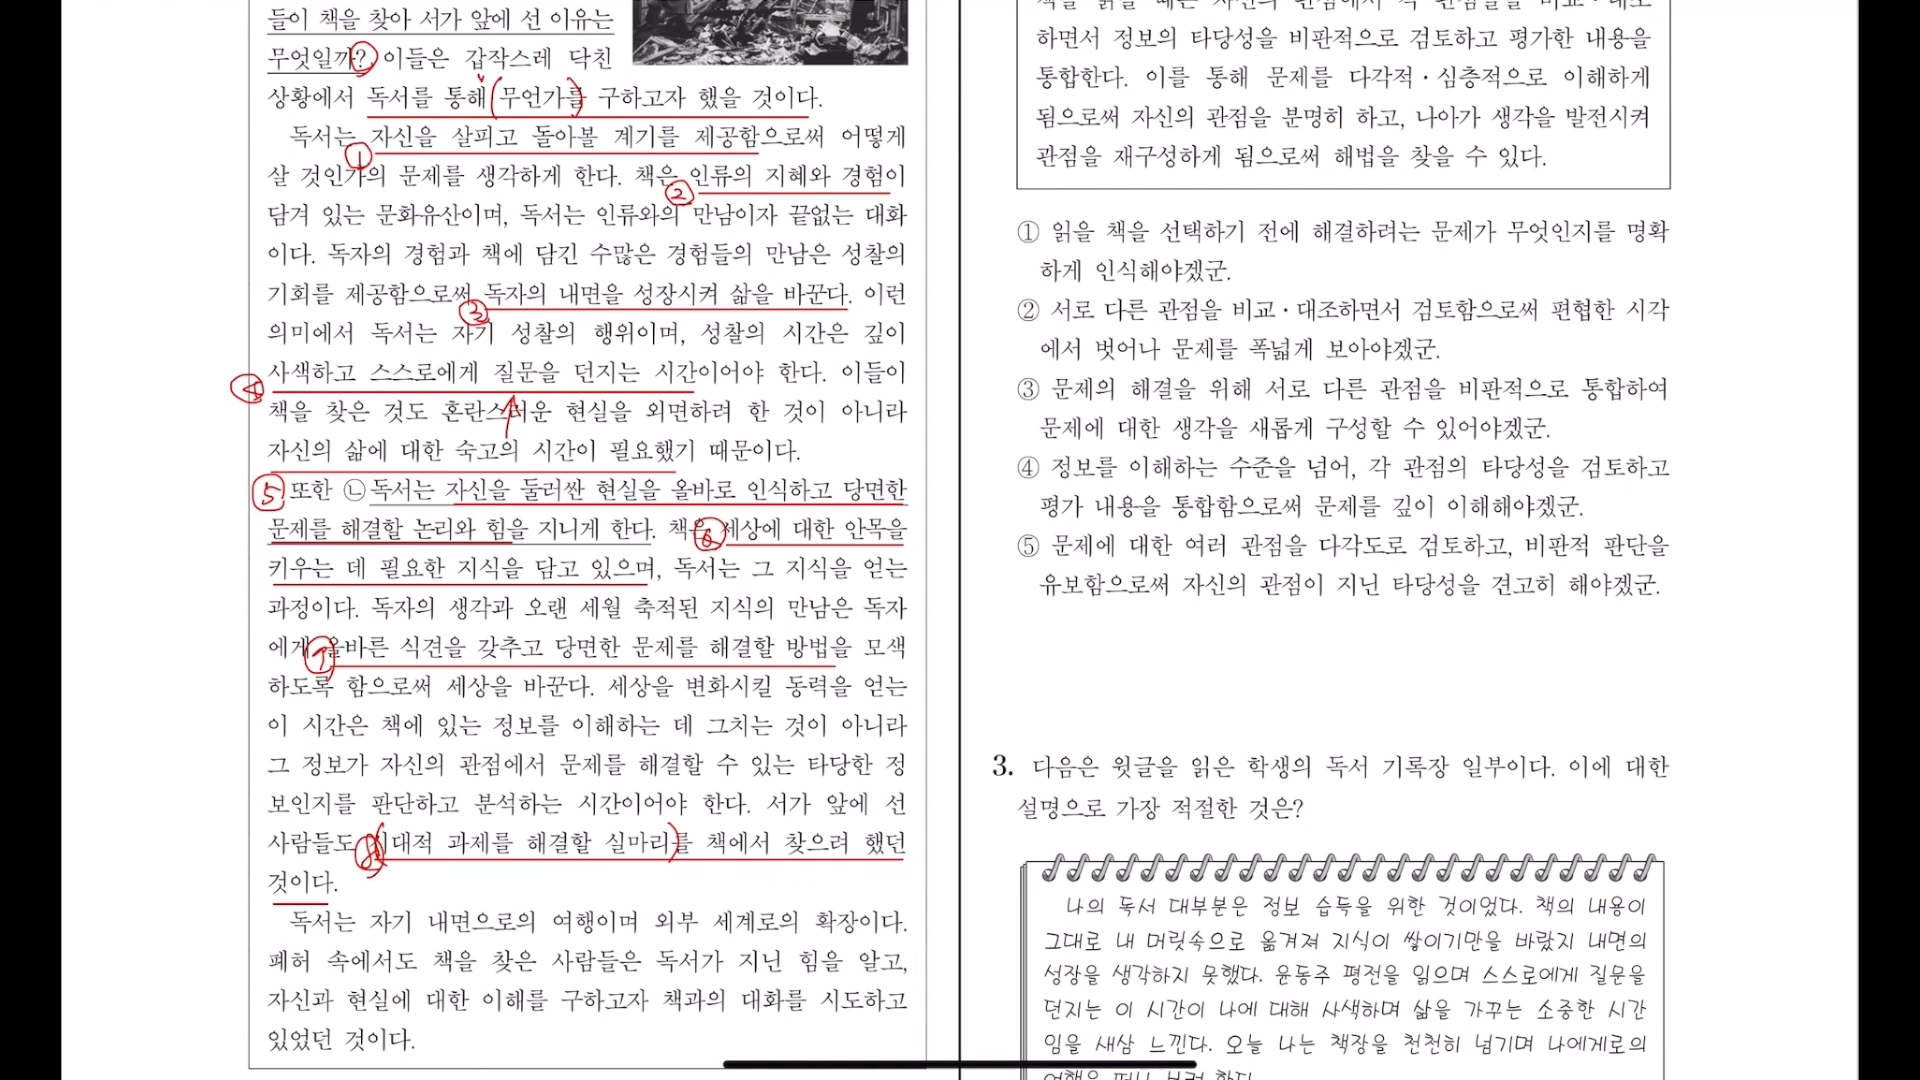 들이 책을 찾아 서가 앞에 선 이유는
무엇일까? 이들은 갑작스레 닥친
상황에서 독서를 통해 무언가를 구하고자 했을 것이다.
독서는 자신을 살피고 돌아볼 계기를 제공함으로써 어떻게
①
살 것인가의 문제를 생각하게 한다. 책은 인류의 지혜와 경험이
②
담겨 있는 문화유산이며, 독서는 인류와의 만남이자 끝없는 대화
이다. 독자의 경험과 책에 담긴 수많은 경험들의 만남은 성찰의
기회를 제공함으로써 독자의 내면을 성장시켜 삶을 바꾼다. 이런
③
의미에서 독서는 자기 성찰의 행위이며, 성찰의 시간은 깊이
사색하고 스스로에게 질문을 던지는 시간이어야 한다. 이들이
④
책을 찾은 것도 혼란스러운 현실을 외면하려 한 것이 아니라
자신의 삶에 대한 숙고의 시간이 필요했기 때문이다.
⑤ 또한 ㉡독서는 자신을 둘러싼 현실을 올바로 인식하고 당면한
문제를 해결할 논리와 힘을 지니게 한다. 책은 세상에 대한 안목을
⑥
키우는 데 필요한 지식을 담고 있으며, 독서는 그 지식을 얻는
과정이다. 독자의 생각과 오랜 세월 축적된 지식의 만남은 독자
에게 올바른 식견을 갖추고 당면한 문제를 해결할 방법을 모색
⑦
하도록 함으로써 세상을 바꾼다. 세상을 변화시킬 동력을 얻는
이 시간은 책에 있는 정보를 이해하는 데 그치는 것이 아니라
그 정보가 자신의 관점에서 문제를 해결할 수 있는 타당한 정
보인지를 판단하고 분석하는 시간이어야 한다. 서가 앞에 선
사람들도 시대적 과제를 해결할 실마리를 책에서 찾으려 했던
⑧
것이다.
독서는 자기 내면으로의 여행이며 외부 세계로의 확장이다.
폐허 속에서도 책을 찾은 사람들은 독서가 지닌 힘을 알고,
자신과 현실에 대한 이해를 구하고자 책과의 대화를 시도하고
있었던 것이다.
책을 읽을 때는 자신의 관점에서 각 관점들을 비교·대조
하면서 정보의 타당성을 비판적으로 검토하고 평가한 내용을
통합한다. 이를 통해 문제를 다각적·심층적으로 이해하게
됨으로써 자신의 관점을 분명히 하고, 나아가 생각을 발전시켜
관점을 재구성하게 됨으로써 해법을 찾을 수 있다.
① 읽을 책을 선택하기 전에 해결하려는 문제가 무엇인지를 명확
하게 인식해야겠군.
② 서로 다른 관점을 비교·대조하면서 검토함으로써 편협한 시각
에서 벗어나 문제를 폭넓게 보아야겠군.
③ 문제의 해결을 위해 서로 다른 관점을 비판적으로 통합하여
문제에 대한 생각을 새롭게 구성할 수 있어야겠군.
④ 정보를 이해하는 수준을 넘어, 각 관점의 타당성을 검토하고
평가 내용을 통합함으로써 문제를 깊이 이해해야겠군.
⑤ 문제에 대한 여러 관점을 다각도로 검토하고, 비판적 판단을
유보함으로써 자신의 관점이 지닌 타당성을 견고히 해야겠군.
3. 다음은 윗글을 읽은 학생의 독서 기록장 일부이다. 이에 대한
설명으로 가장 적절한 것은?
나의 독서 대부분은 정보 습득을 위한 것이었다. 책의 내용이
그대로 내 머릿속으로 옮겨져 지식이 쌓이기만을 바랐지 내면의
성장을 생각하지 못했다. 윤동주 평전을 읽으며 스스로에게 질문을
던지는 이 시간이 나에 대해 사색하며 삶을 가꾸는 소중한 시간
임을 새삼 느낀다. 오늘 나는 책장을 천천히 넘기며 나에게로의
여행을 떠나 보려 한다.